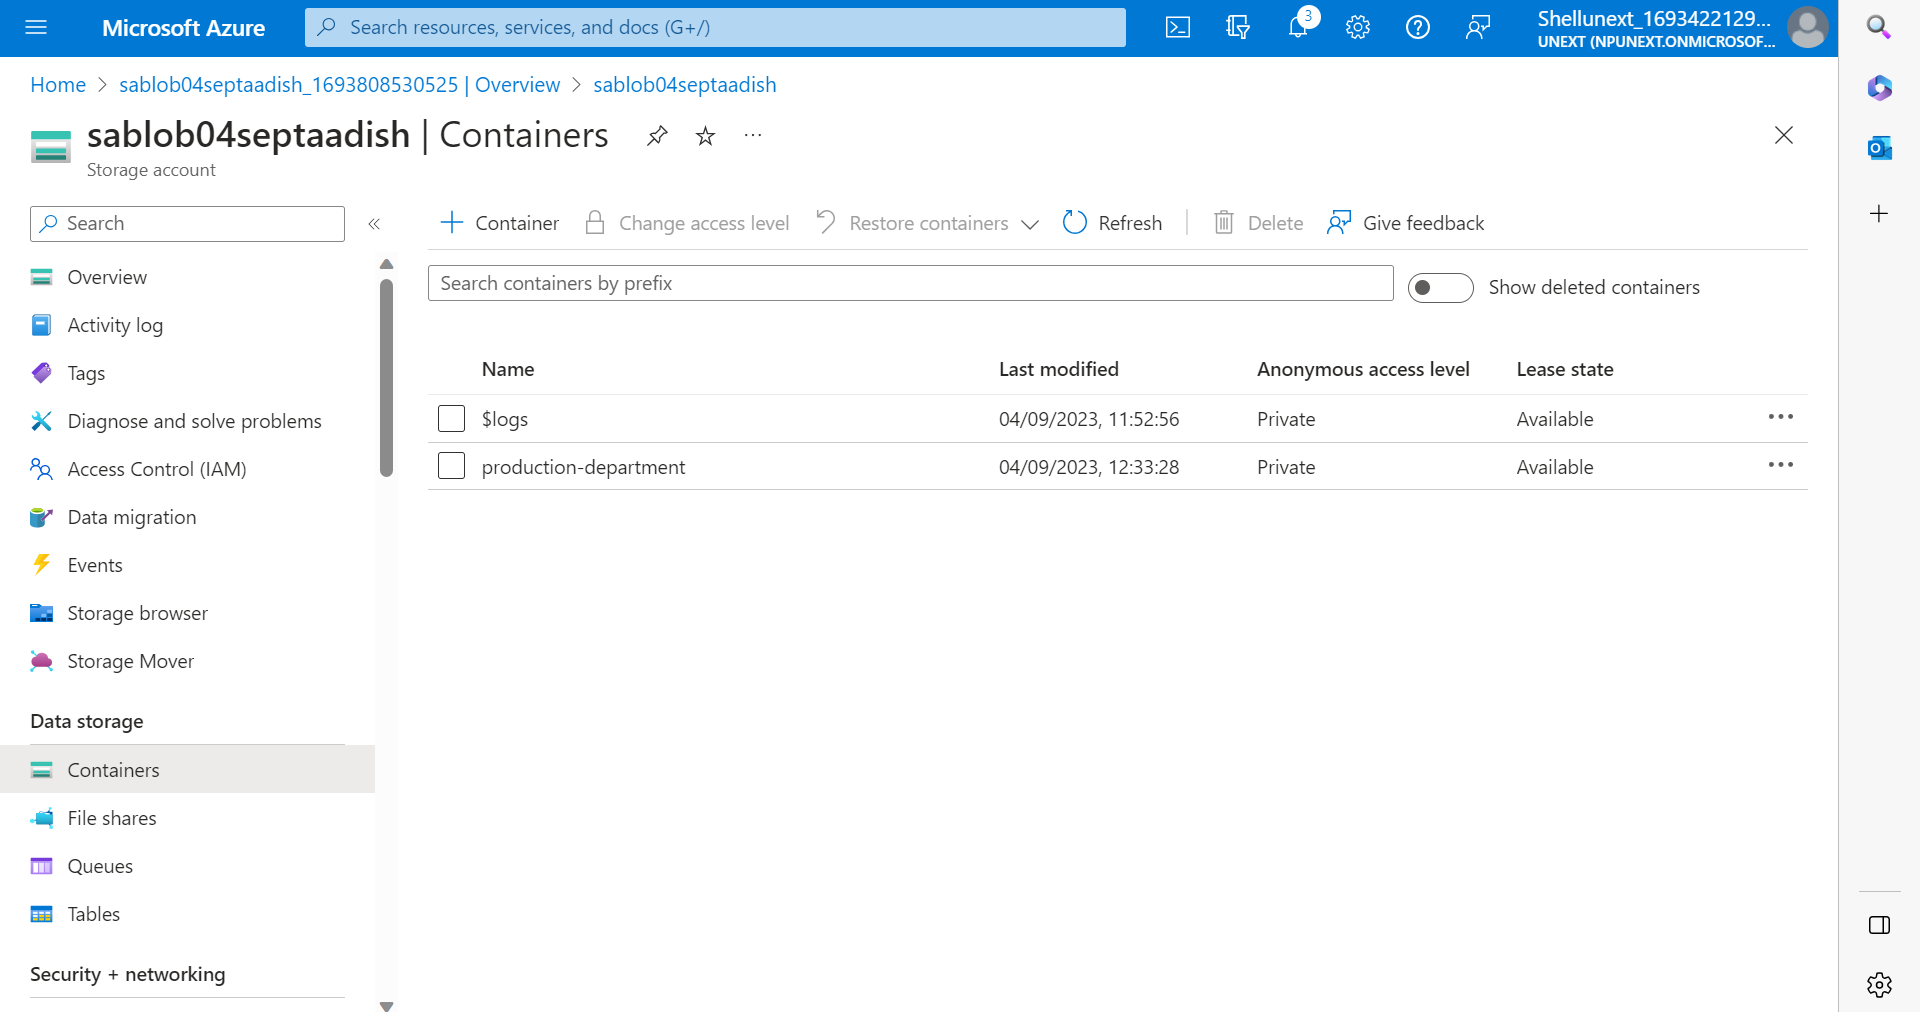 Microsoft Azure
Search resources, services, and docs (G+/)
3
Shellunext_1693422129...
UNEXT (NPUNEXT.ONMICROSOF...
Home > sablob04septaadish_1693808530525 | Overview > sablob04septaadish
sablob04septaadish | Containers
Storage account
Search
Container
Change access level
Restore containers
Refresh
Delete
Give feedback
Search containers by prefix
Show deleted containers
Overview
Activity log
Tags
Diagnose and solve problems
Access Control (IAM)
Data migration
Events
Storage browser
Storage Mover
Data storage
Containers
File shares
Queues
Tables
Security + networking
Name Last modified Anonymous access level Lease state
$logs 04/09/2023, 11:52:56 Private Available
production-department 04/09/2023, 12:33:28 Private Available